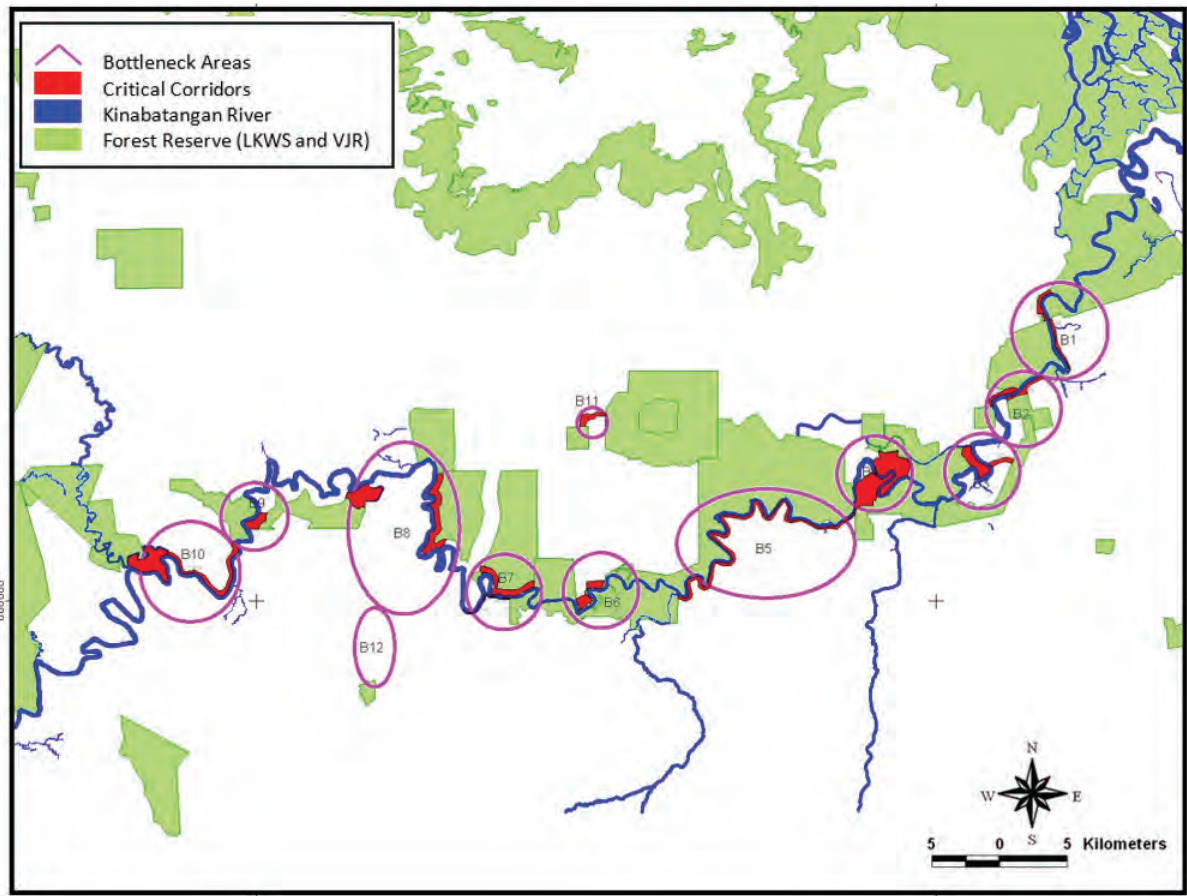 Bottleneck Areas
Critical Corridors
Kinabatangan River
Forest Reserve (LKWS and VJR)
B1
B2
B11
B9
B8
B5
B10
B7
B6
B12
N
W E
S
5 0 5 Kilometers